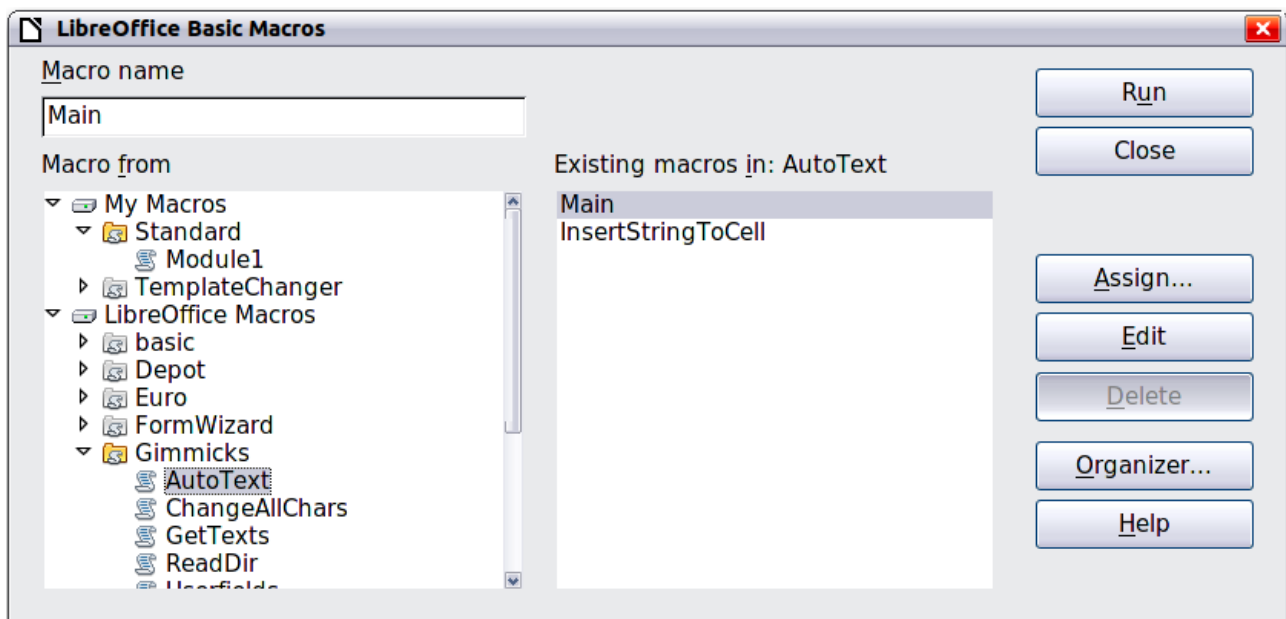 LibreOffice Basic Macros
Macro name
Main
Macro from
My Macros
Standard
Module1
TemplateChanger
LibreOffice Macros
basic
Depot
Euro
FormWizard
Gimmicks
AutoText
ChangeAllChars
GetTexts
ReadDir
Userfields
Existing macros in: AutoText
Main
InsertStringToCell
Run
Close
Assign...
Edit
Delete
Organizer...
Help